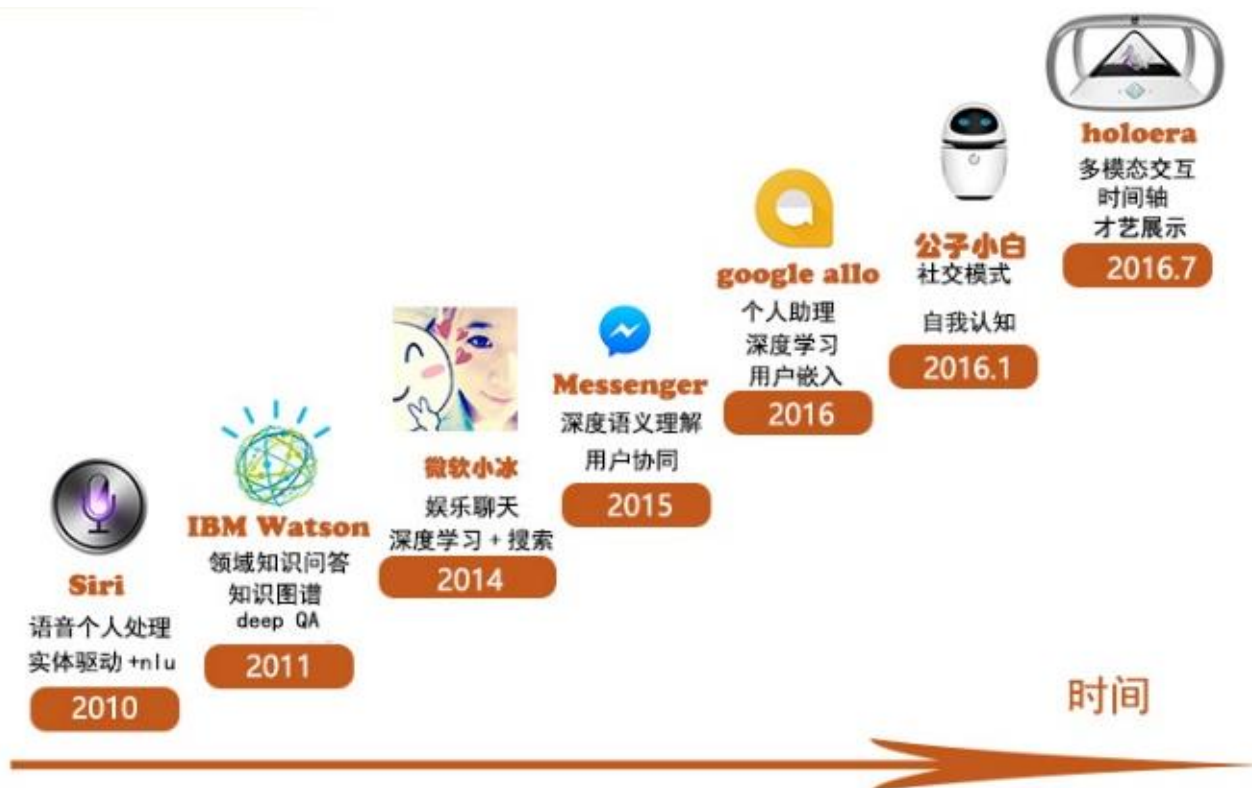 Siri
语音个人处理
实体驱动+nlu
2010
IBM Watson
领域知识问答
知识图谱
deep QA
2011
微软小冰
娱乐聊天
深度学习+搜索
2014
Messenger
深度语义理解
用户协同
2015
google allo
个人助理
深度学习
用户嵌入
2016
公子小白
社交模式
自我认知
2016.1
holoera
多模态交互
时间轴
才艺展示
2016.7
时间